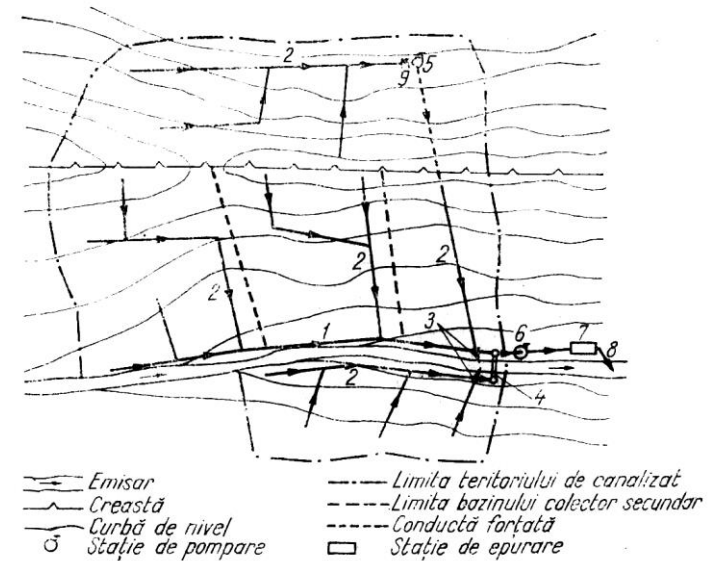 2
9 5
2
2
2
1
3
6
7
8
2
4
Emisar
Creastă
Curbă de nivel
Stație de pompare
Limita teritoriului de canalizat
Limita bazinului colector secundar
Conductă forțată
Stație de epurare